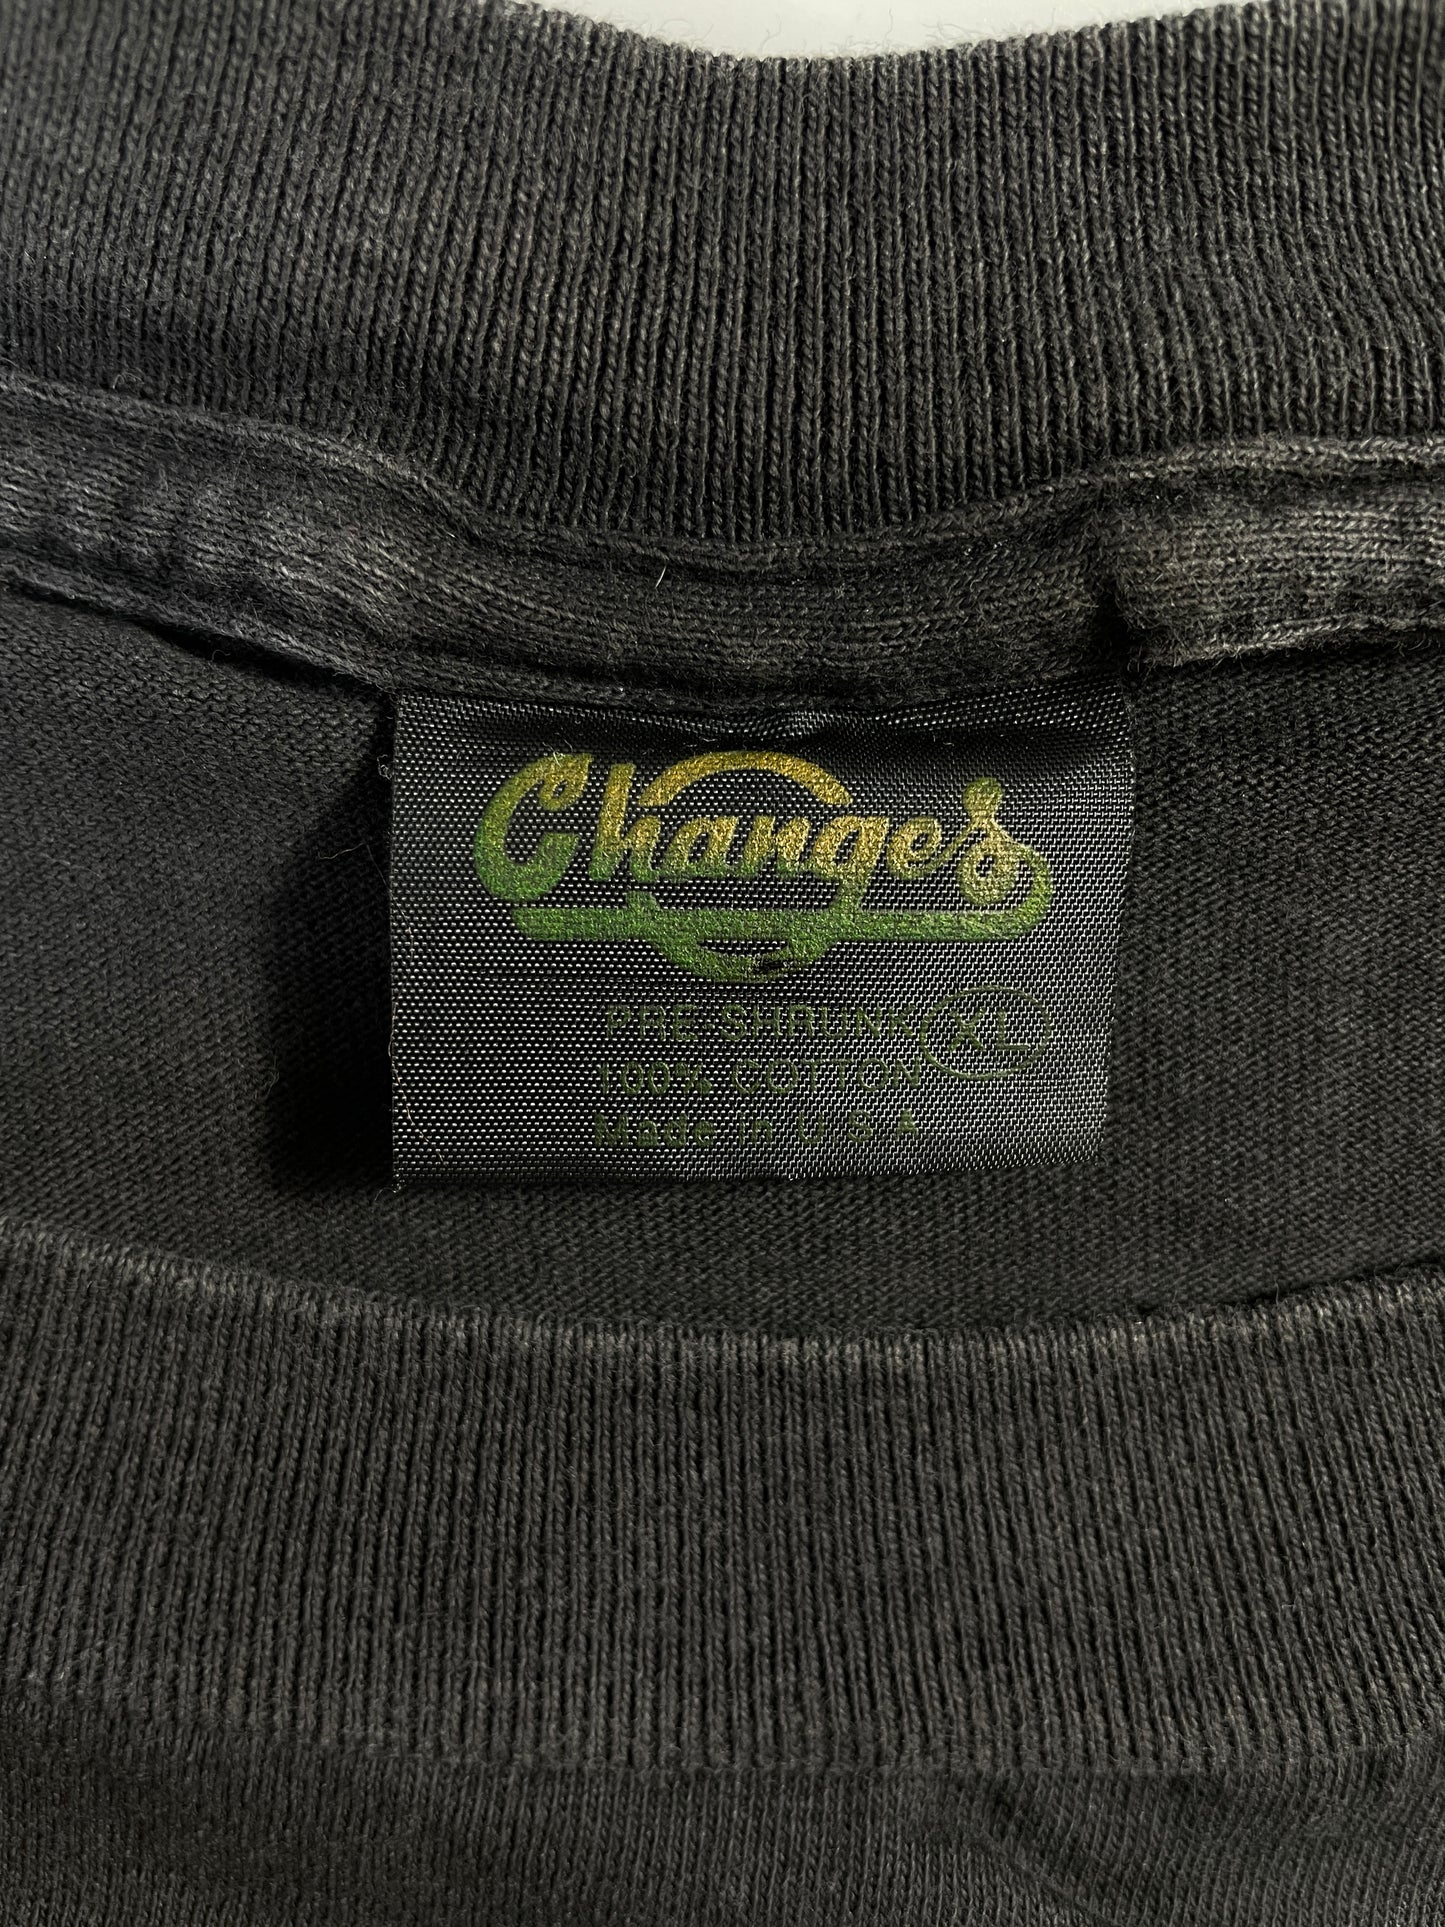 Changes
PRE-SHRUNK XL
100% COTTON
Made in U.S.A